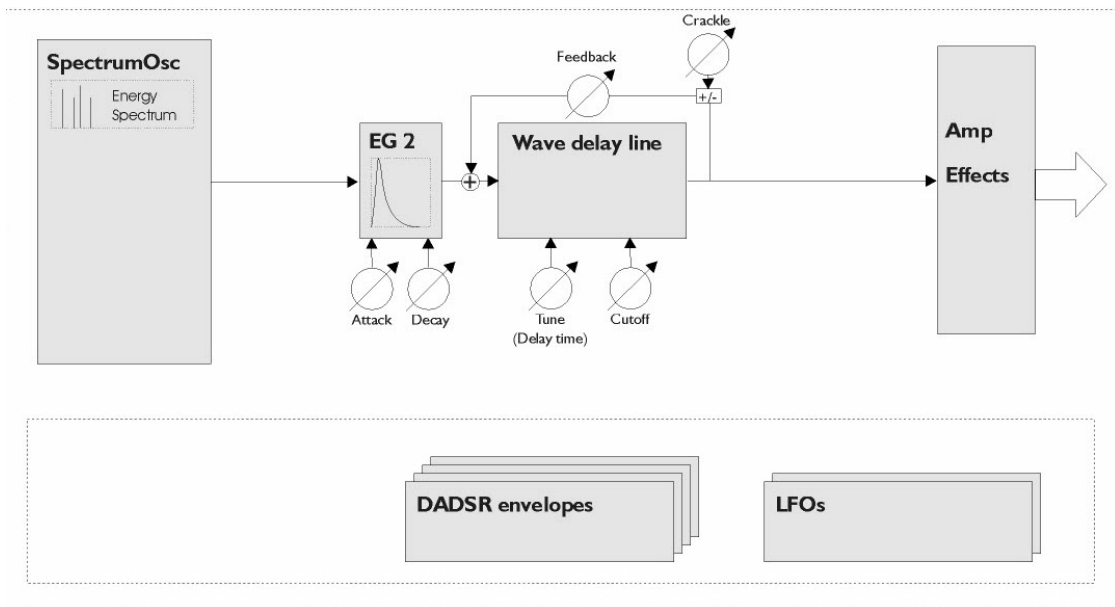 Crackle
SpectrumOsc
Energy
Spectrum
Feedback
+/-
EG 2
Wave delay line
+
Amp
Effects
Attack
Decay
Tune
(Delay time)
Cutoff
DADSR envelopes
LFOs